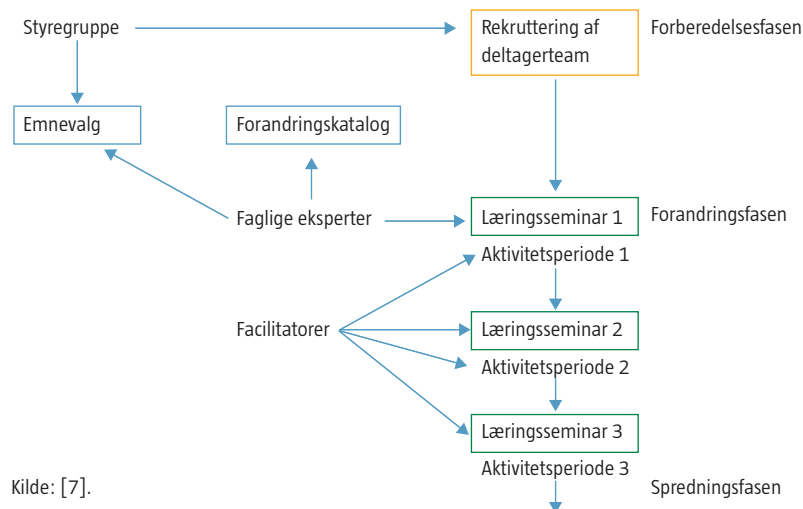 Styregruppe
Rekruttering af
deltagerteam
Forberedelsesfasen
Emnevalg
Forandringskatalog
Faglige eksperter
Læringsseminar 1
Forandringsfasen
Aktivitetsperiode 1
Facilitatorer
Læringsseminar 2
Aktivitetsperiode 2
Læringsseminar 3
Aktivitetsperiode 3
Kilde: [7].
Spredningsfasen